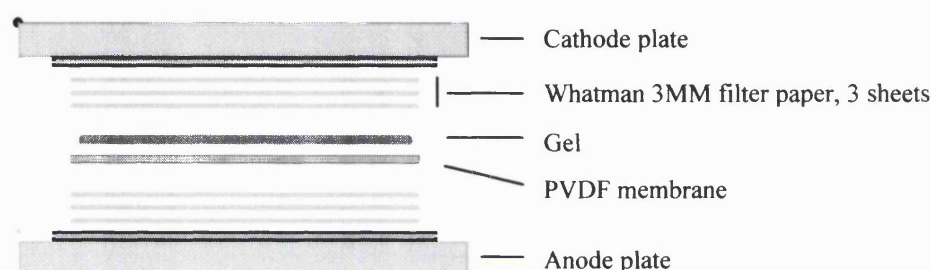 Cathode plate
Whatman 3MM filter paper, 3 sheets
Gel
PVDF membrane
Anode plate